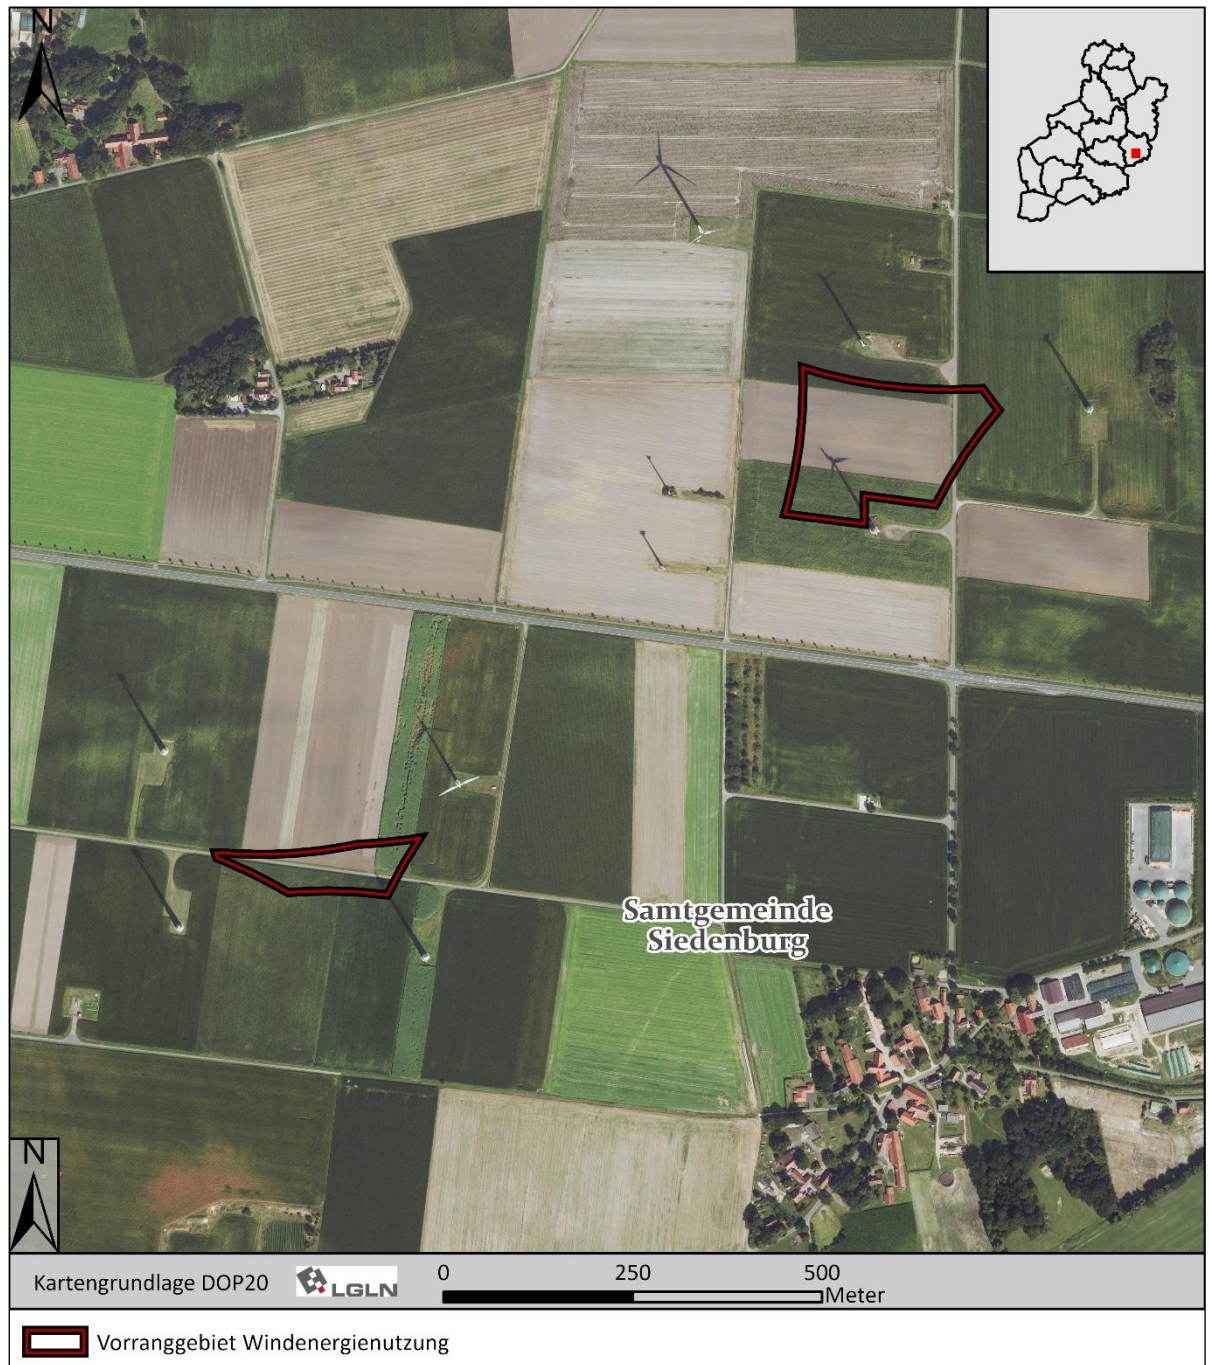 N
Samtgemeinde
Siedenburg
N
Kartengrundlage DOP20 LGLN 0 250 500 Meter
Vorranggebiet Windenergienutzung